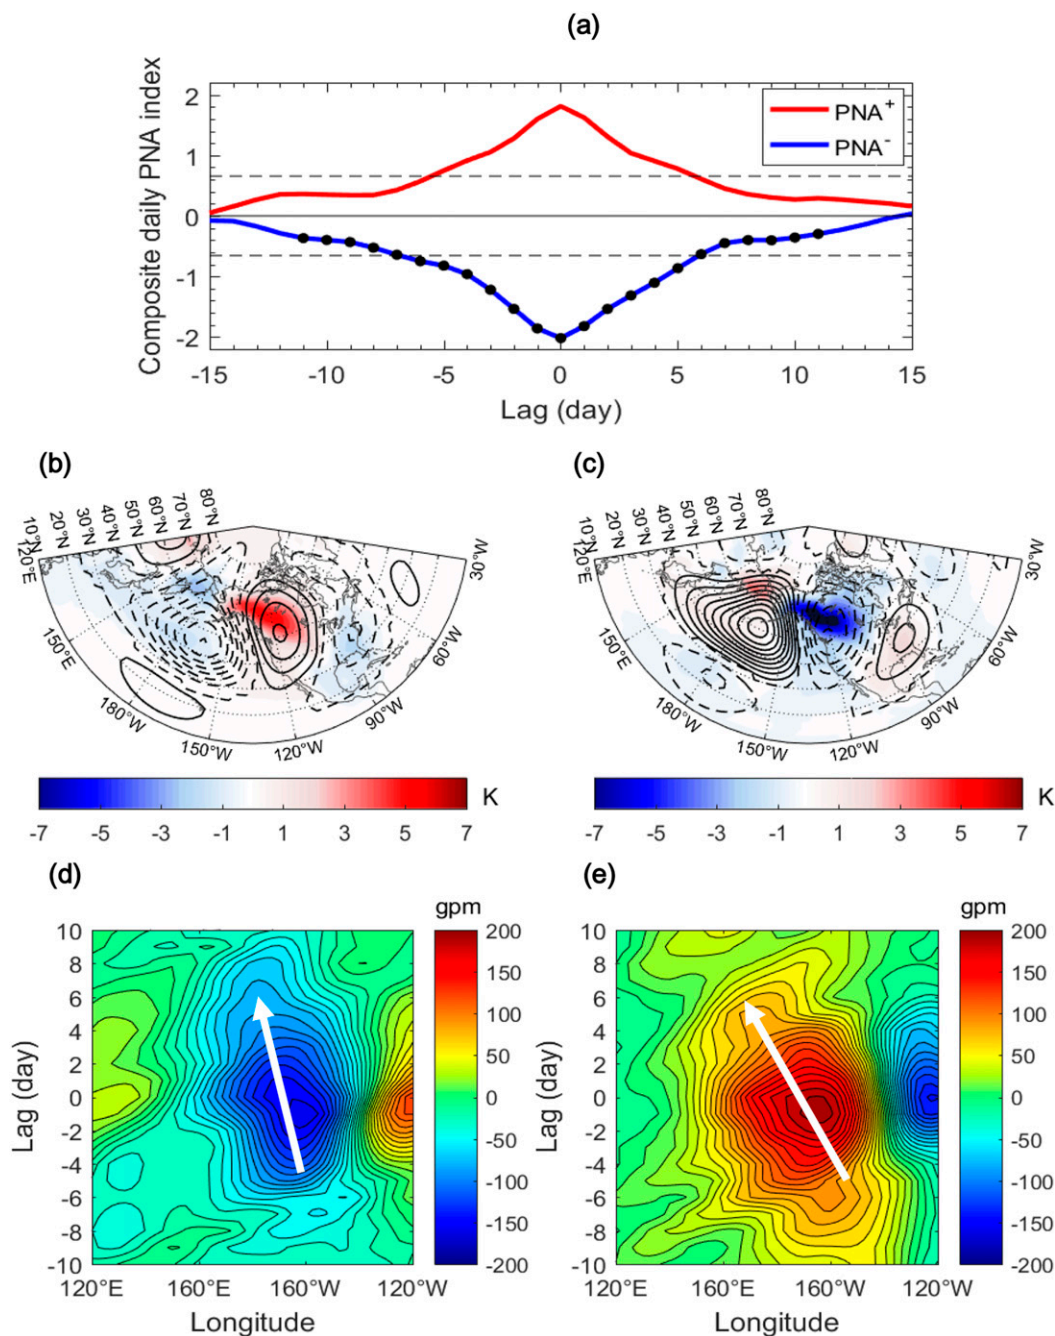 (a)
Composite daily PNA index
2
1
0
-1
-2
PNA+
PNA-
-15 -10 -5 0 5 10 15
Lag (day)
(b)
10°N 20°N 30°N 40°N 50°N 60°N 70°N 80°N
120°E 150°E 180°W 150°W 120°W 90°W 60°W 30°W
-7 -5 -3 -1 1 3 5 7 K
(c)
10°N 20°N 30°N 40°N 50°N 60°N 70°N 80°N
120°E 150°E 180°W 150°W 120°W 90°W 60°W 30°W
-7 -5 -3 -1 1 3 5 7 K
(d)
gpm
Lag (day)
10
8
6
4
2
0
-2
-4
-6
-8
-10
120°E 160°E 160°W 120°W
Longitude
200
150
100
50
0
-50
-100
-150
-200
(e)
gpm
Lag (day)
10
8
6
4
2
0
-2
-4
-6
-8
-10
120°E 160°E 160°W 120°W
Longitude
200
150
100
50
0
-50
-100
-150
-200